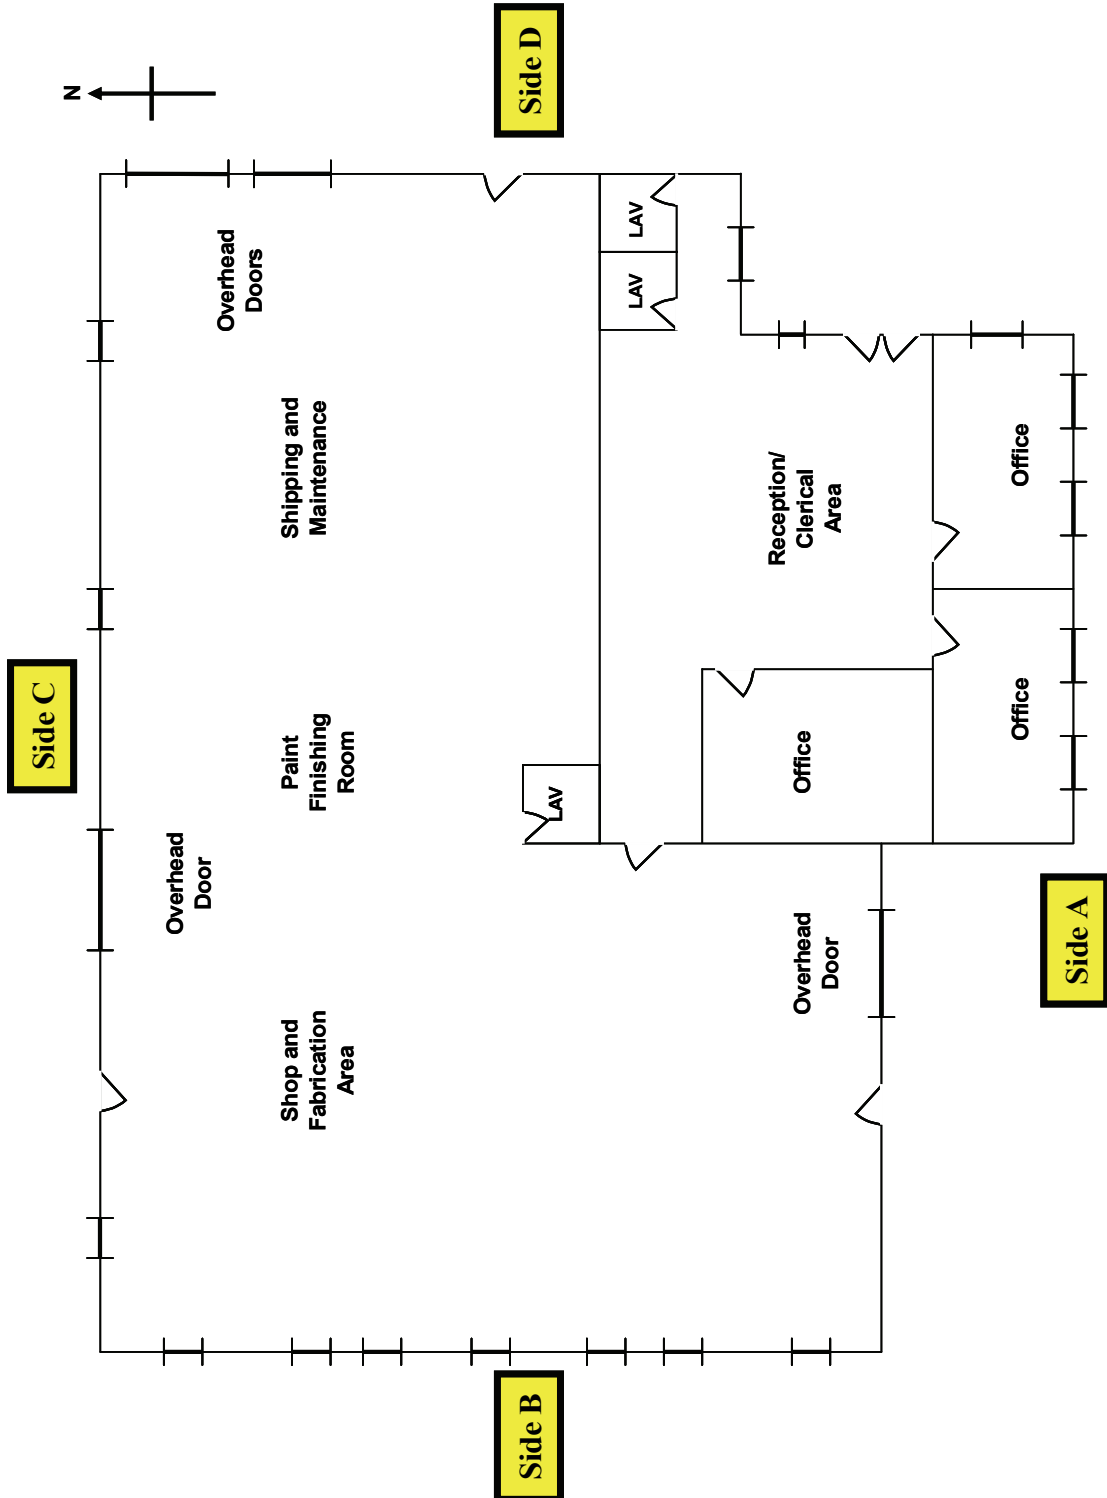 Side C
N
Overhead
Door
Overhead
Doors
Shop and
Fabrication
Area
Paint
Finishing
Room
Shipping and
Maintenance
Side B
LAV
Side D
LAV
LAV
Reception/
Clerical
Area
Overhead
Door
Office
Office
Office
Side A